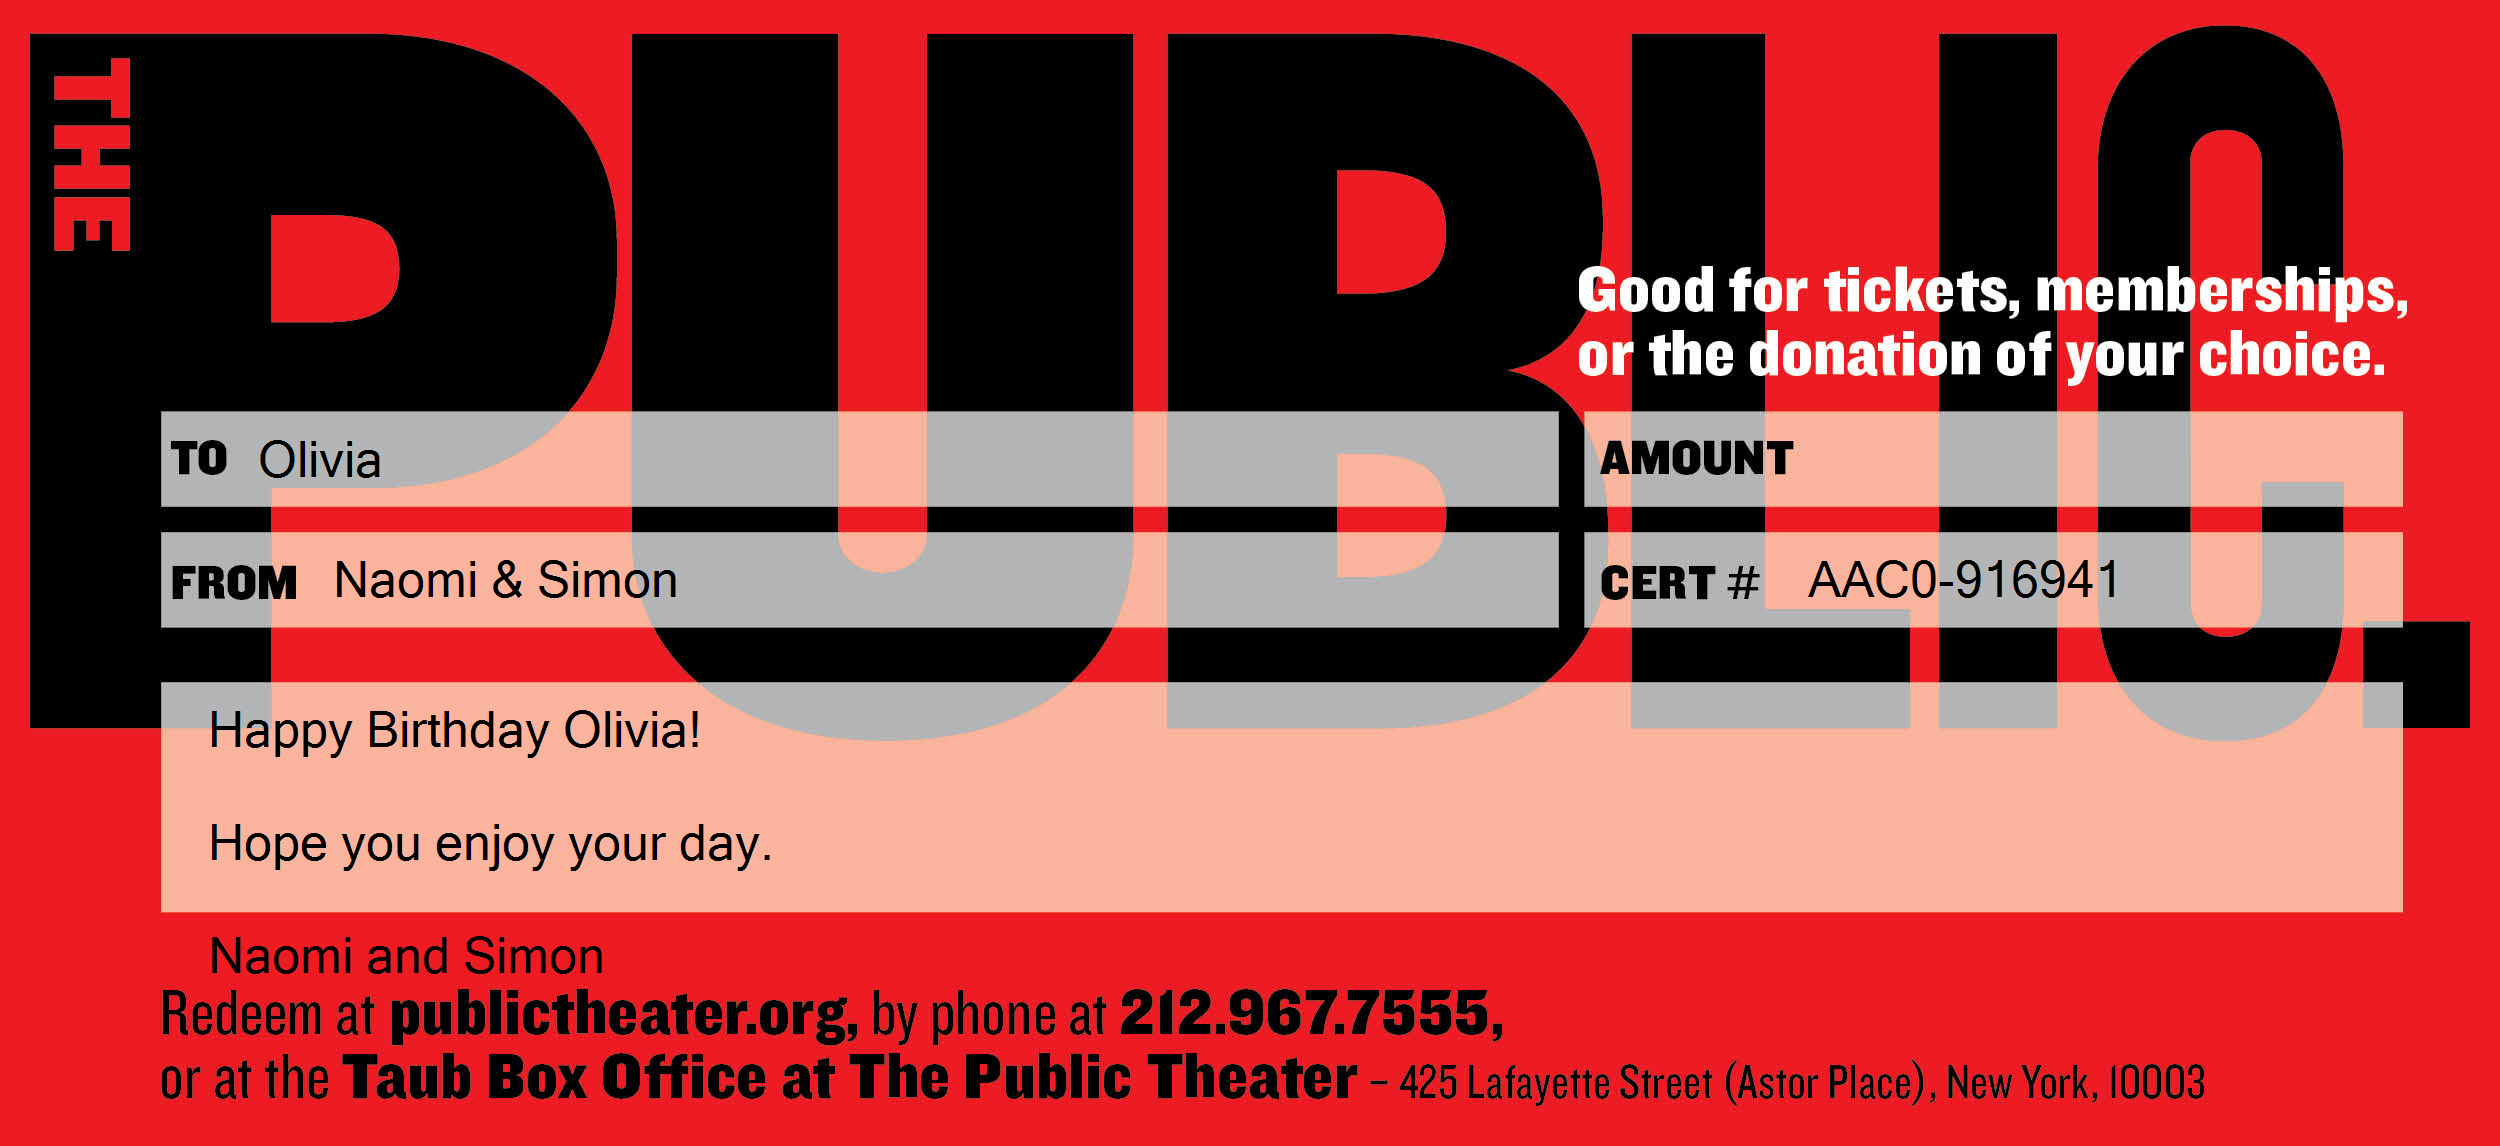 THE
PUBLIC.
Good for tickets, memberships,
or the donation of your choice.
TO Olivia
AMOUNT
FROM Naomi & Simon
CERT # AAC0-916941
Happy Birthday Olivia!
Hope you enjoy your day.
Naomi and Simon
Redeem at publictheater.org, by phone at 212.967.7555,
or at the Taub Box Office at The Public Theater – 425 Lafayette Street (Astor Place), New York, 10003